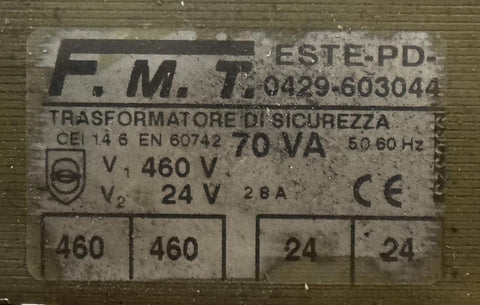 F. M. T. ESTE-PD-
0429-603044
TRASFORMATORE DI SICUREZZA
CEI 14 6 EN 60742 70 VA 50 60 Hz
V1 460 V
V2 24 V 2 8 A CE
460 460 24 24